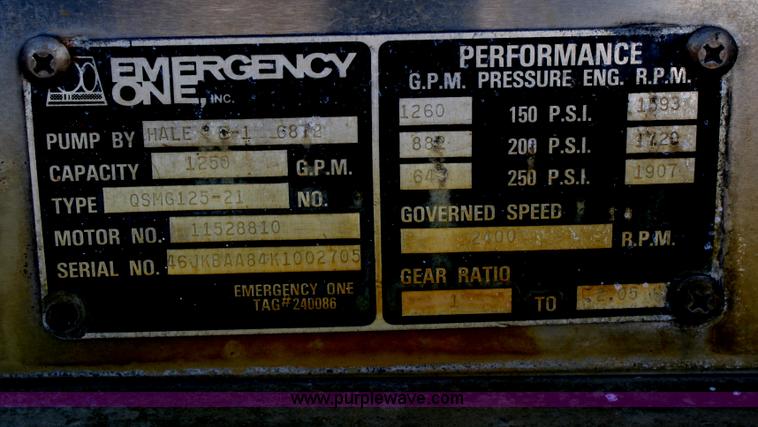 EMERGENCY
ONE, INC.
PUMP BY HALE
CAPACITY 1250 G.P.M.
TYPE QSMG125-21 NO.
MOTOR NO. 11528810
SERIAL NO. 46JKBAA84K1002705
EMERGENCY ONE
TAG#240086
PERFORMANCE
G.P.M. PRESSURE ENG. R.P.M.
1260 150 P.S.I. 1593
200 P.S.I. 1720
250 P.S.I. 1907
GOVERNED SPEED
2400 R.P.M.
GEAR RATIO
1 TO
www.purplewave.com